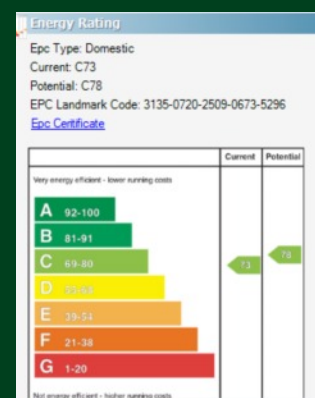 Energy Rating
Epc Type: Domestic
Current: C73
Potential: C78
EPC Landmark Code: 3135-0720-2509-0673-5296
Epc Certificate
Current Potential
Very energy efficient - lower running costs
A 92-100
B 81-91
C 69-80
73
78
D 55-68
E 39-54
F 21-38
G 1-20
Not energy efficient - higher running costs